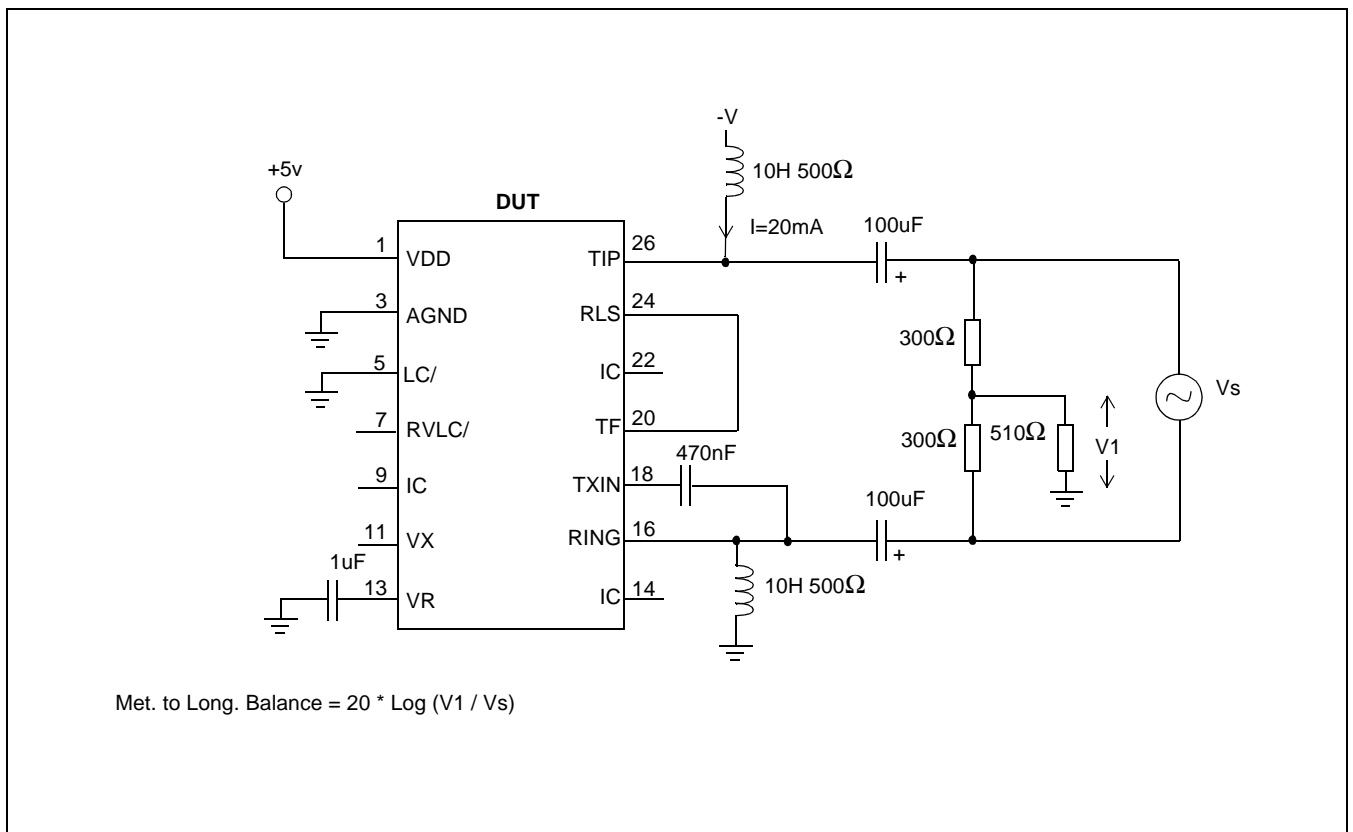 -V
10H 500Ω
+5v
DUT
I=20mA
100uF
1 VDD
TIP 26
+
3 AGND
RLS 24
300Ω
5 LC/
IC 22
Vs
7 RVLC/
TF 20
300Ω 510Ω V1
470nF
9 IC
TXIN 18
100uF
11 VX
RING 16
+
1uF
10H 500Ω
13 VR
IC 14
Met. to Long. Balance = 20 * Log (V1 / Vs)